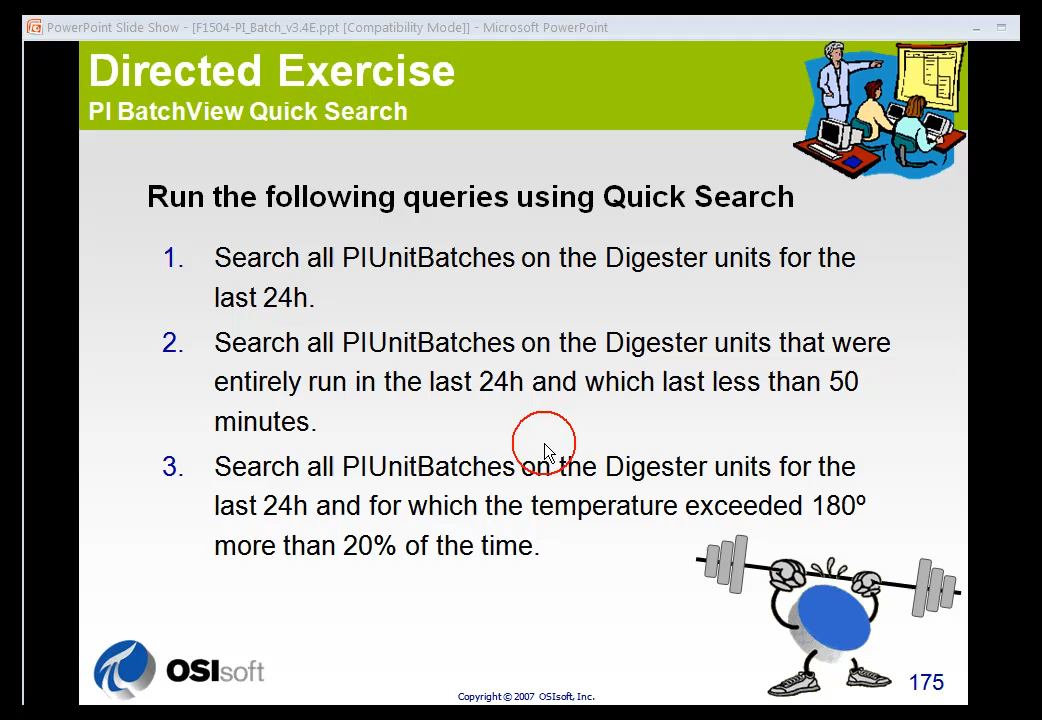 PowerPoint Slide Show - [F1504-PI_Batch_v3.4E.ppt [Compatibility Mode]] - Microsoft PowerPoint
Directed Exercise
PI BatchView Quick Search
Run the following queries using Quick Search
1. Search all PIUnitBatches on the Digester units for the
last 24h.
2. Search all PIUnitBatches on the Digester units that were
entirely run in the last 24h and which last less than 50
minutes.
3. Search all PIUnitBatches on the Digester units for the
last 24h and for which the temperature exceeded 180º
more than 20% of the time.
OSIsoft
Copyright © 2007 OSIsoft, Inc.
175